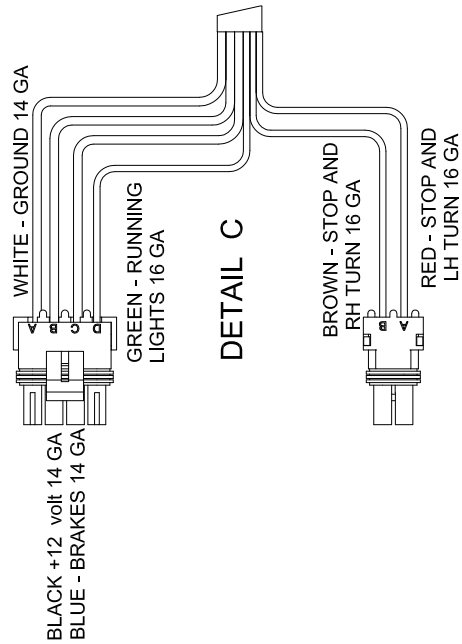 WHITE - GROUND 14 GA
A
B
C
D
BLACK +12 volt 14 GA
BLUE - BRAKES 14 GA
GREEN - RUNNING
LIGHTS 16 GA
DETAIL C
BROWN - STOP AND
RH TURN 16 GA
B
A
RED - STOP AND
LH TURN 16 GA